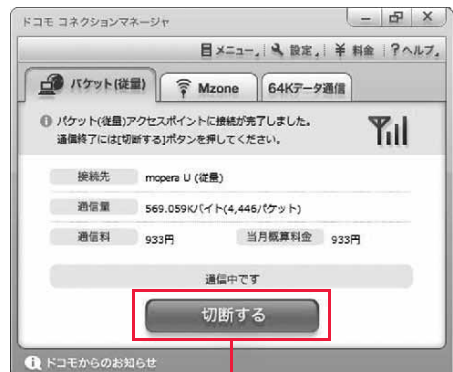 ドコモ コネクションマネージャ
メニュー 設定 ¥ 料金 ?ヘルプ
パケット(従量) Mzone 64Kデータ通信
パケット(従量)アクセスポイントに接続が完了しました。
通信終了には[切断する]ボタンを押してください。
接続先 mopera U (従量)
通信量 569.059Kバイト(4,446パケット)
通信料 933円 当月概算料金 933円
通信中です
切断する
ドコモからのお知らせ